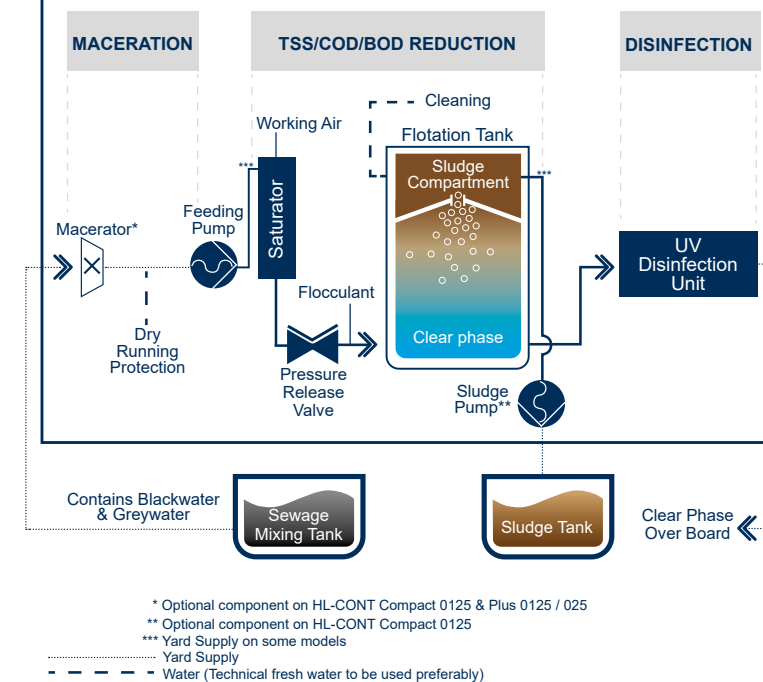 MACERATION
TSS/COD/BOD REDUCTION
DISINFECTION
Cleaning
Working Air
Flotation Tank
***
Sludge
Compartment
***
Saturator
Feeding
Pump
Macerator*
UV
Disinfection
Unit
Flocculant
Dry
Running
Protection
Clear phase
Pressure
Release
Valve
Sludge
Pump**
Contains Blackwater
& Greywater
Sewage
Mixing Tank
Sludge Tank
Clear Phase
Over Board
* Optional component on HL-CONT Compact 0125 & Plus 0125 / 025
** Optional component on HL-CONT Compact 0125
*** Yard Supply on some models
Yard Supply
Water (Technical fresh water to be used preferably)